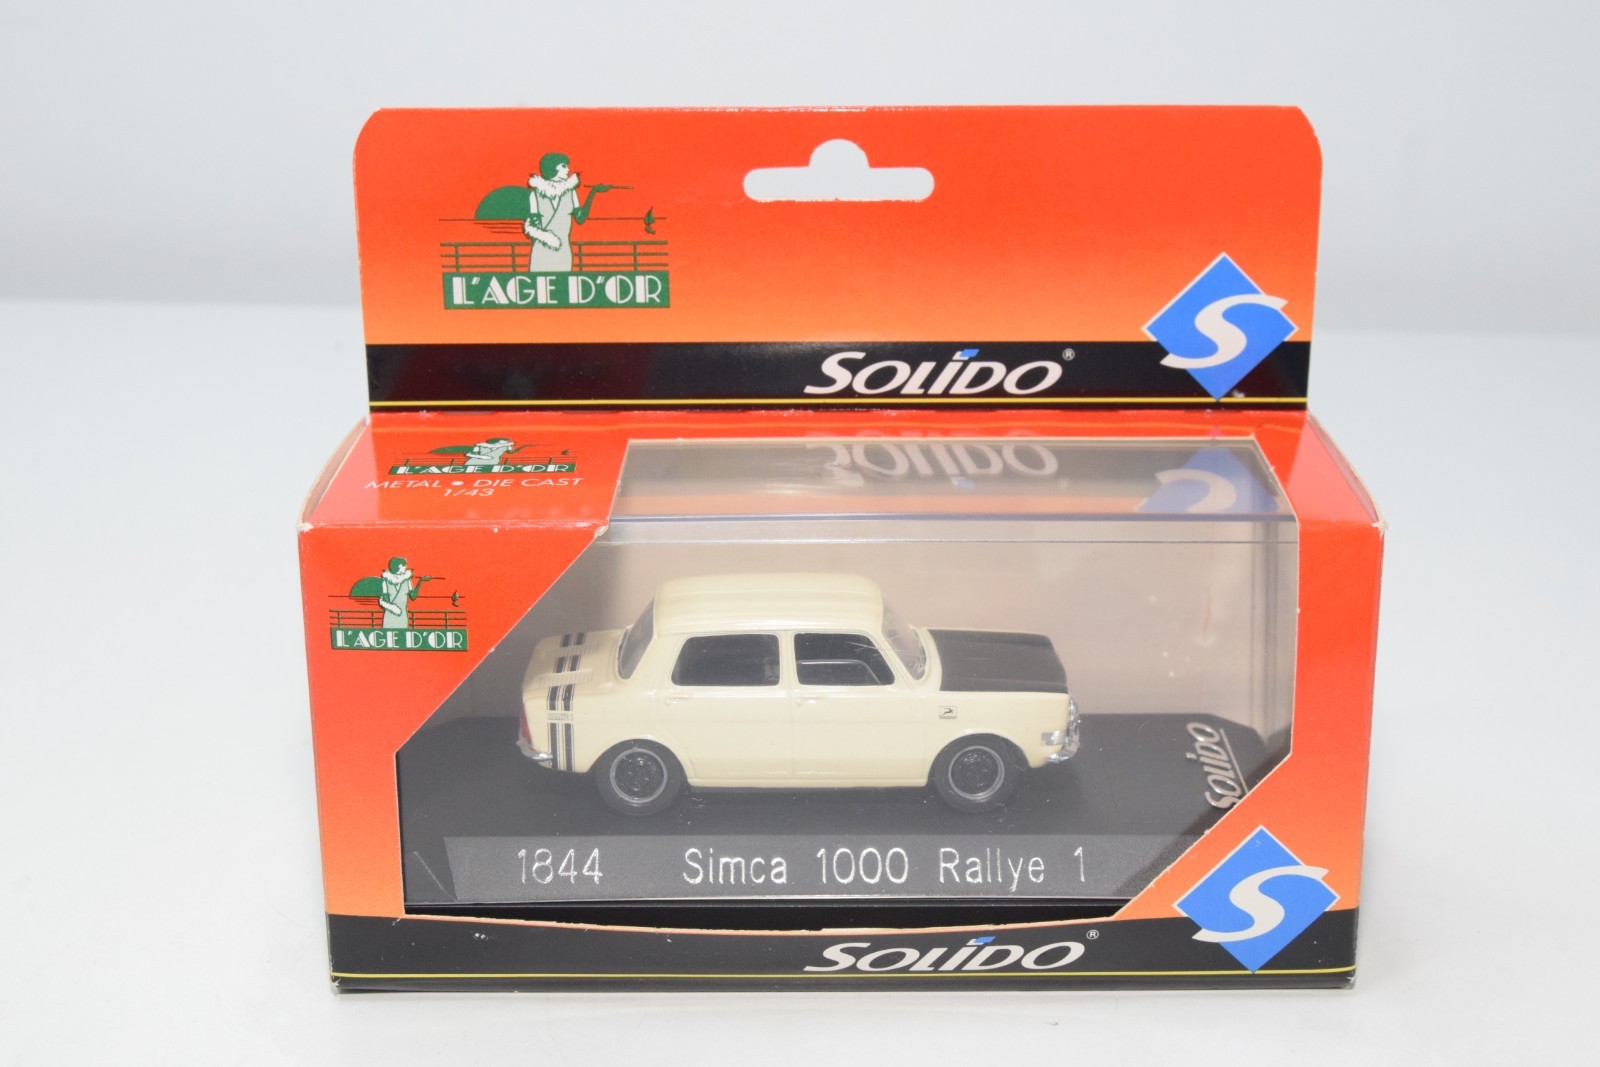 L'AGE D'OR
SOLIDO®
L'AGE D'OR
METAL • DIE CAST
1/43
L'AGE D'OR
SOLIDO
1844 Simca 1000 Rallye 1
SOLIDO®